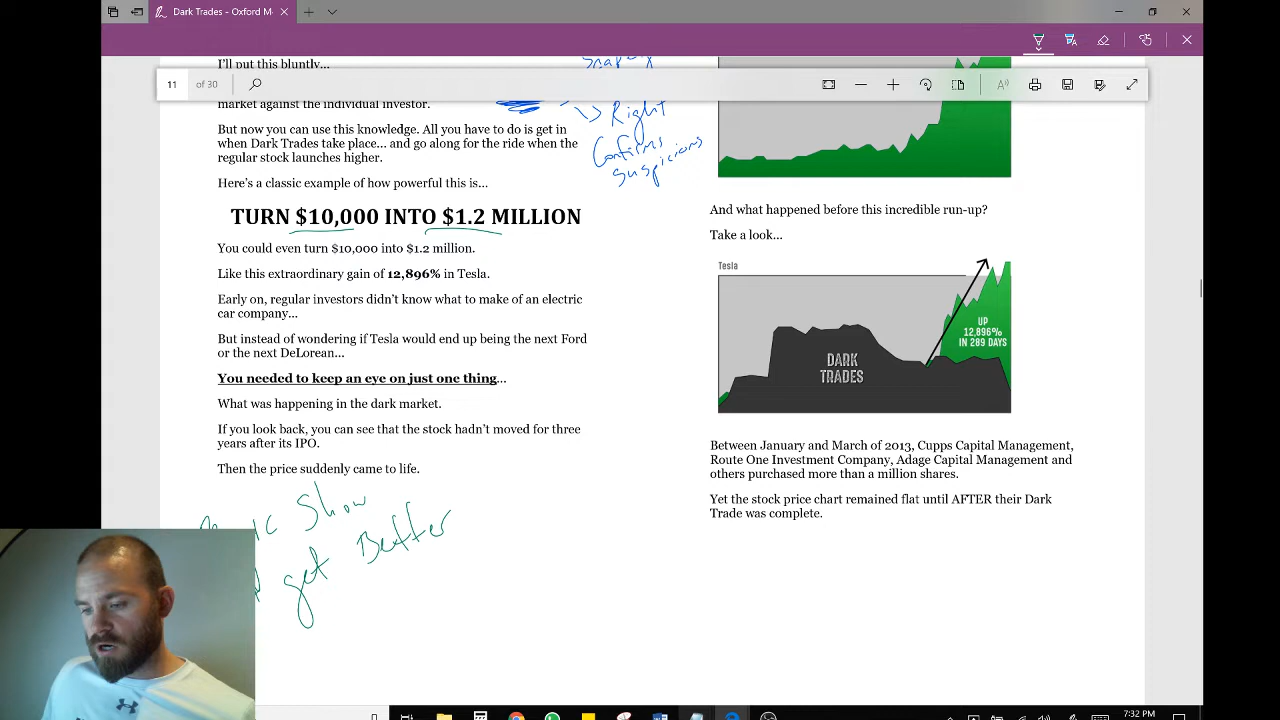 Dark Trades - Oxford M
11
of 30
I'll put this bluntly…
market against the individual investor.
But now you can use this knowledge. All you have to do is get in
when Dark Trades take place… and go along for the ride when the
regular stock launches higher.
Here's a classic example of how powerful this is…
TURN $10,000 INTO $1.2 MILLION
You could even turn $10,000 into $1.2 million.
Like this extraordinary gain of 12,896% in Tesla.
Early on, regular investors didn't know what to make of an electric
car company…
But instead of wondering if Tesla would end up being the next Ford
or the next DeLorean…
You needed to keep an eye on just one thing…
What was happening in the dark market.
If you look back, you can see that the stock hadn't moved for three
years after its IPO.
Then the price suddenly came to life.
Show
get Better
Right
Confirms
Suspicions
And what happened before this incredible run-up?
Take a look…
Tesla
DARK
TRADES
UP
12,896%
IN 289 DAYS
Between January and March of 2013, Cupps Capital Management,
Route One Investment Company, Adage Capital Management and
others purchased more than a million shares.
Yet the stock price chart remained flat until AFTER their Dark
Trade was complete.
7:32 PM